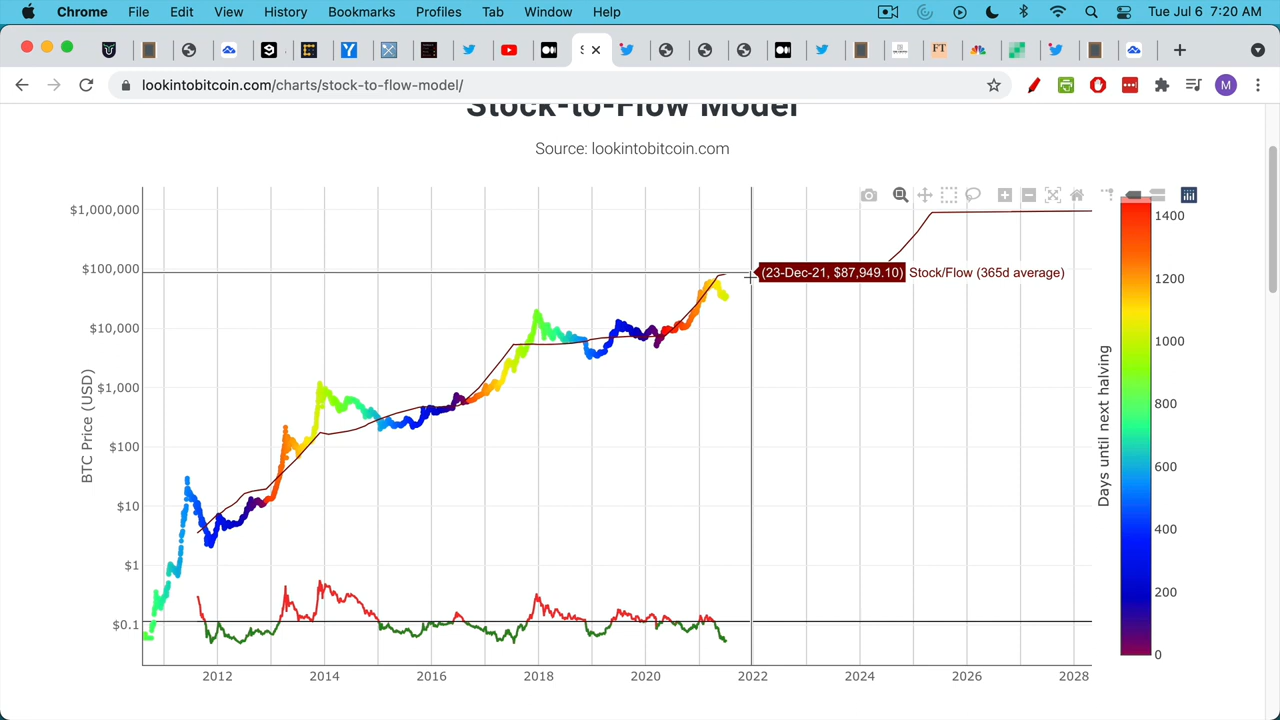 Chrome File Edit View History Bookmarks Profiles Tab Window Help Tue Jul 6 7:20 AM
FT
lookintobitcoin.com/charts/stock-to-flow-model/
M
Stock-to-Flow Model
Source: lookintobitcoin.com
$1,000,000
$100,000
$10,000
$1,000
$100
$10
$1
$0.1
BTC Price (USD)
(23-Dec-21, $87,949.10) Stock/Flow (365d average)
2012 2014 2016 2018 2020 2022 2024 2026 2028
Days until next halving
1400
1200
1000
800
600
400
200
0